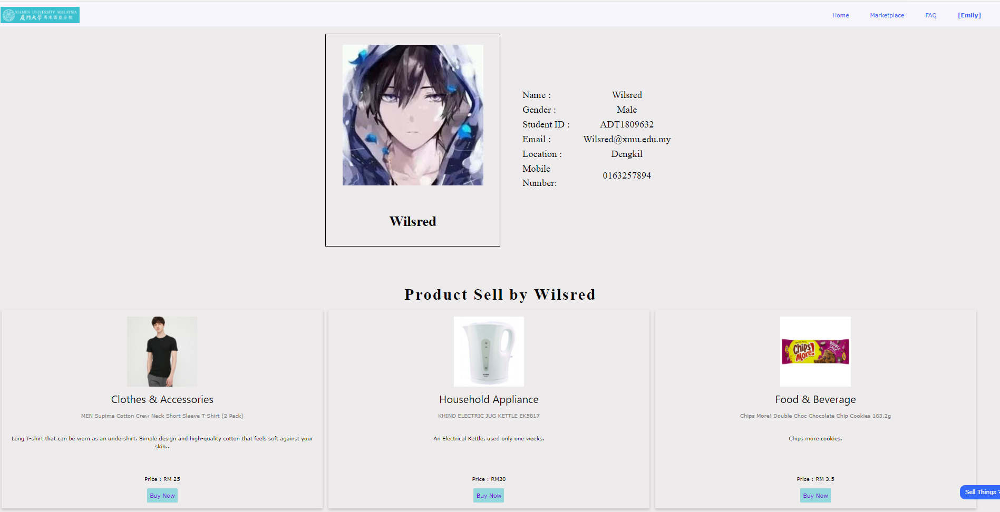 XIAMEN UNIVERSITY MALAYSIA
厦門大學 馬來西亞分校
Home Marketplace FAQ [Emily]
Name : Wilsred
Gender : Male
Student ID : ADT1809632
Email : Wilsred@xmu.edu.my
Location : Dengkil
Mobile
Number: 0163257894
Wilsred
Product Sell by Wilsred
Chips
More!
DOUBLE
CHOC
Clothes & Accessories
MEN Supima Cotton Crew Neck Short Sleeve T-Shirt (2 Pack)
Long T-shirt that can be worn as an undershirt. Simple design and high-quality cotton that feels soft against your
skin..
Price : RM 25
Buy Now
Household Appliance
KHIND ELECTRIC JUG KETTLE EK5817
An Electrical Kettle, used only one weeks.
Price : RM30
Buy Now
Food & Beverage
Chips More! Double Choc Chocolate Chip Cookies 163.2g
Chips more cookies.
Price : RM 3.5
Buy Now
Sell Things ?